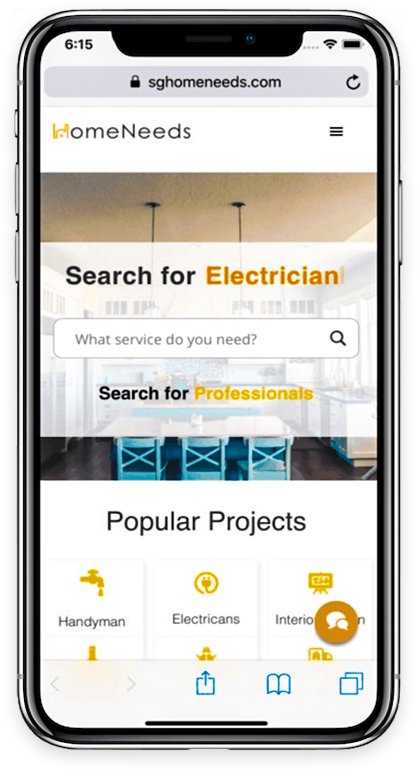 6:15
sghomeneeds.com
HomeNeeds
Search for Electrician
What service do you need?
Search for Professionals
Popular Projects
Handyman
Electricans
Interio n